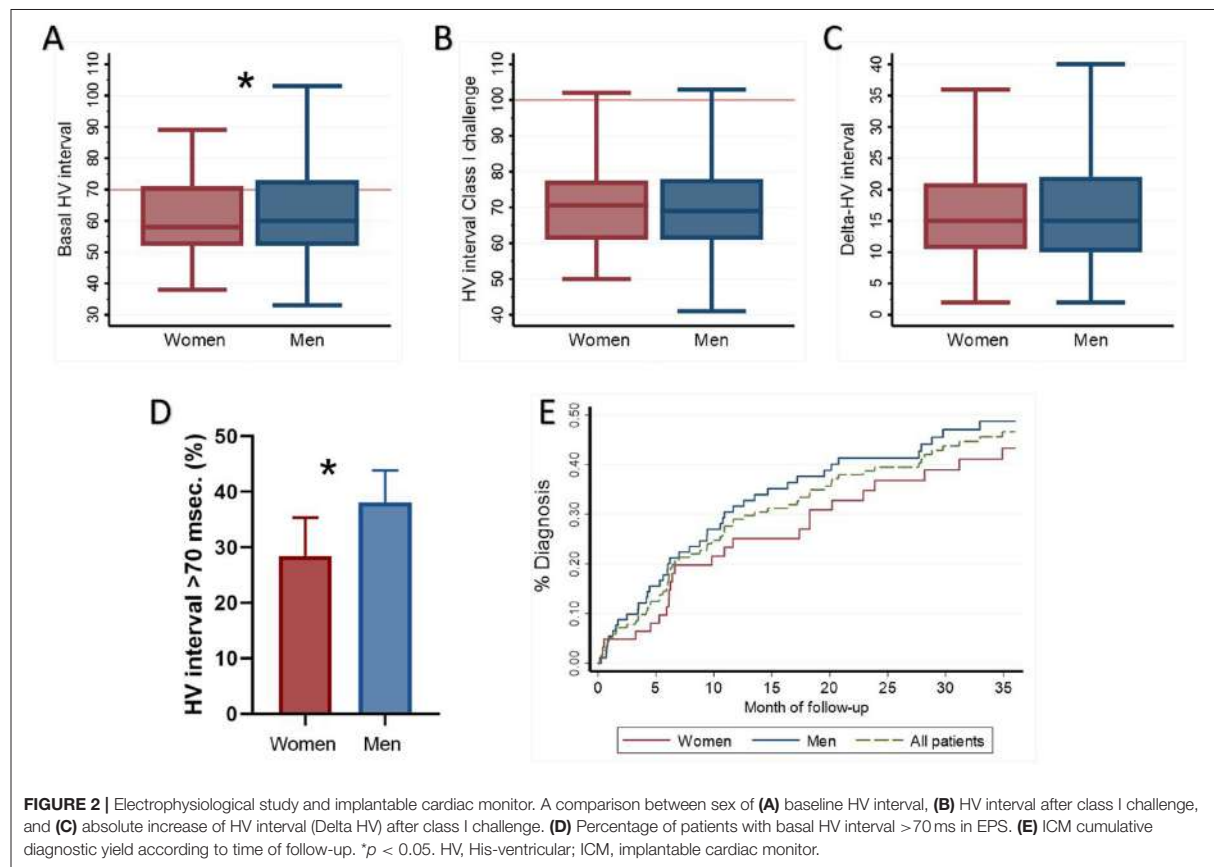 A
Basal HV interval
110
100
90
80
70
60
50
40
30
*
Women
Men
B
HV interval Class I challenge
110
100
90
80
70
60
50
40
Women
Men
C
Delta-HV interval
40
35
30
25
20
15
10
5
0
Women
Men
D
HV interval >70 msec. (%)
50
40
30
20
10
0
*
Women
Men
E
% Diagnosis
0.50
0.40
0.30
0.20
0.10
0.00
0 5 10 15 20 25 30 35
Month of follow-up
Women Men All patients
FIGURE 2 | Electrophysiological study and implantable cardiac monitor. A comparison between sex of (A) baseline HV interval, (B) HV interval after class I challenge,
and (C) absolute increase of HV interval (Delta HV) after class I challenge. (D) Percentage of patients with basal HV interval >70 ms in EPS. (E) ICM cumulative
diagnostic yield according to time of follow-up. *p < 0.05. HV, His-ventricular; ICM, implantable cardiac monitor.